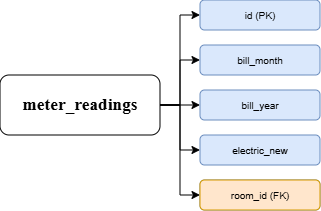 id (PK)
bill_month
meter_readings
bill_year
electric_new
room_id (FK)